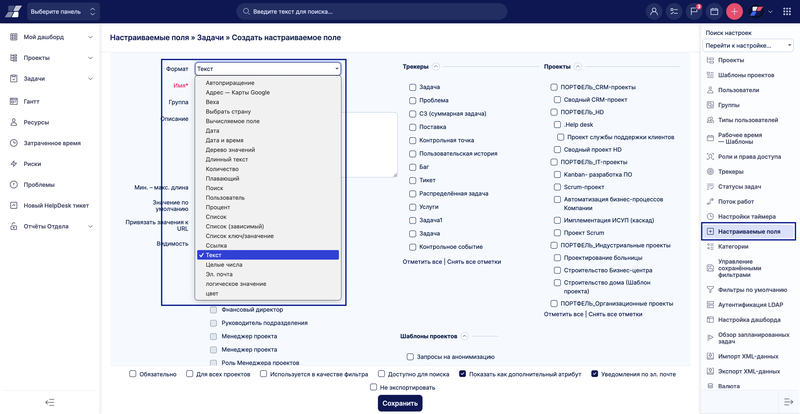 Выберите панель
Введите текст для поиска...
Мой дашборд
Проекты
Задачи
Гантт
Ресурсы
Затраченное время
Риски
Проблемы
Новый HelpDesk тикет
Отчёты Отдела
Настраиваемые поля » Задачи » Создать настраиваемое поле
Формат
Текст
Имя*
Группа
Описание
Мин. – макс. длина
Значение по умолчанию
Привязать значения к URL
Видимость
Автоприращение
Адрес — Карты Google
Веха
Выбрать страну
Вычисляемое поле
Дата
Дата и время
Дерево значений
Длинный текст
Количество
Плавающий
Поиск
Пользователь
Процент
Список
Список (зависимый)
Список ключ/значение
Ссылка
Текст
Целые числа
Эл. почта
логическое значение
цвет
Фнансовый директор
Руководитель подразделения
Менеджер проекта
Менеджер проекта
Роль Менеджера проектов
Трекеры
Задача
Проблема
СЗ (суммарная задача)
Поставка
Контрольная точка
Пользовательская история
Баг
Тикет
Распределённая задача
Услуги
Задача1
Задача
Контрольное событие
Отметить все | Снять все отметки
Шаблоны проектов
Запросы на анонимизацию
Проекты
ПОРТФЕЛЬ_CRM-проекты
Сводный CRM-проект
ПОРТФЕЛЬ_HD
.Help desk
Проект службы поддержки клиентов
Сводный проект HD
ПОРТФЕЛЬ_IT-проекты
Kanban- разработка ПО
Scrum-проект
Автоматизация бизнес-процессов
Компании
Имплементация ИСУП (каскад)
Проект Scrum
ПОРТФЕЛЬ_Индустриальные проекты
Проектирование больницы
Строительство Бизнес-центра
Строительство дома (Шаблон
проекта)
ПОРТФЕЛЬ_Организационные проекты
Отметить все | Снять все отметки
Обязательно
Для всех проектов
Используется в качестве фильтра
Доступно для поиска
Показать как дополнительный атрибут
Уведомления по эл. почте
Не экспортировать
Сохранить
Поиск настроек
Перейти к настройке...
Проекты
Шаблоны проектов
Пользователи
Группы
Типы пользователей
Рабочее время
— Шаблоны
Роли и права доступа
Трекеры
Статусы задач
Поток работ
Настройки таймера
Настраиваемые поля
Категории
Управление
сохранёнными
фильтрами
Фильтры по умолчанию
Аутентификация LDAP
Настройка дашборда
Обзор запланированных
задач
Импорт XML-данных
Экспорт XML-данных
Валюта